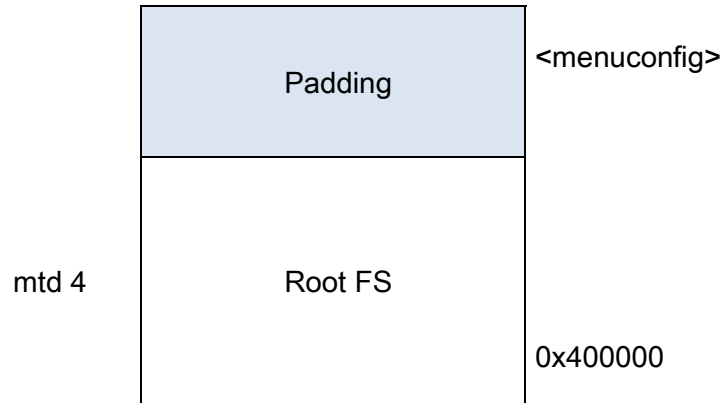 <menuconfig>
Padding
mtd 4
Root FS
0x400000